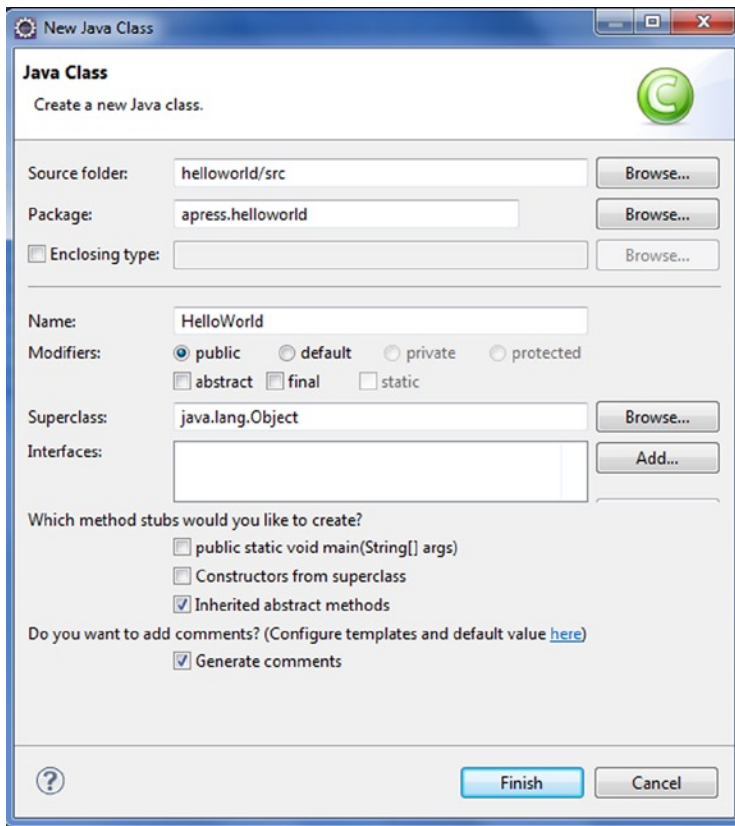 New Java Class
Java Class
Create a new Java class.
Source folder: helloworld/src Browse...
Package: apress.helloworld Browse...
Enclosing type: Browse...
Name: HelloWorld
Modifiers: public default private protected
abstract final static
Superclass: java.lang.Object Browse...
Interfaces: Add...
Which method stubs would you like to create?
public static void main(String[] args)
Constructors from superclass
Inherited abstract methods
Do you want to add comments? (Configure templates and default value here)
Generate comments
Finish Cancel